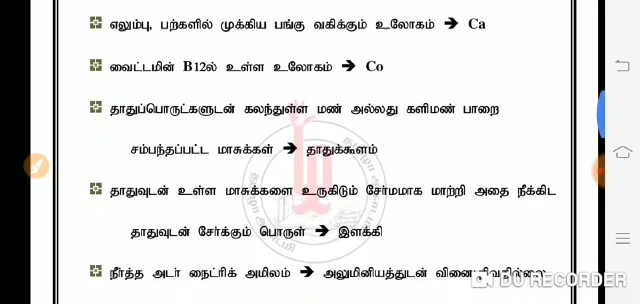 எலும்பு, பற்களில் முக்கிய பங்கு வகிக்கும் உலோகம் ➔ Ca
வைட்டமின் B12ல் உள்ள உலோகம் ➔ Co
தாதுப்பொருட்களுடன் கலந்துள்ள மண் அல்லது களிமண் பாறை
சம்பந்தப்பட்ட மாசுக்கள் ➔ தாதுக்கூளம்
தாதுவுடன் உள்ள மாசுக்களை உருகிடும் சேர்மமாக மாற்றி அதை நீக்கிட
தாதுவுடன் சேர்க்கும் பொருள் ➔ இளக்கி
நீர்த்த அடர் நைட்ரிக் அமிலம் ➔ அலுமினியத்துடன்
DU RECORDER